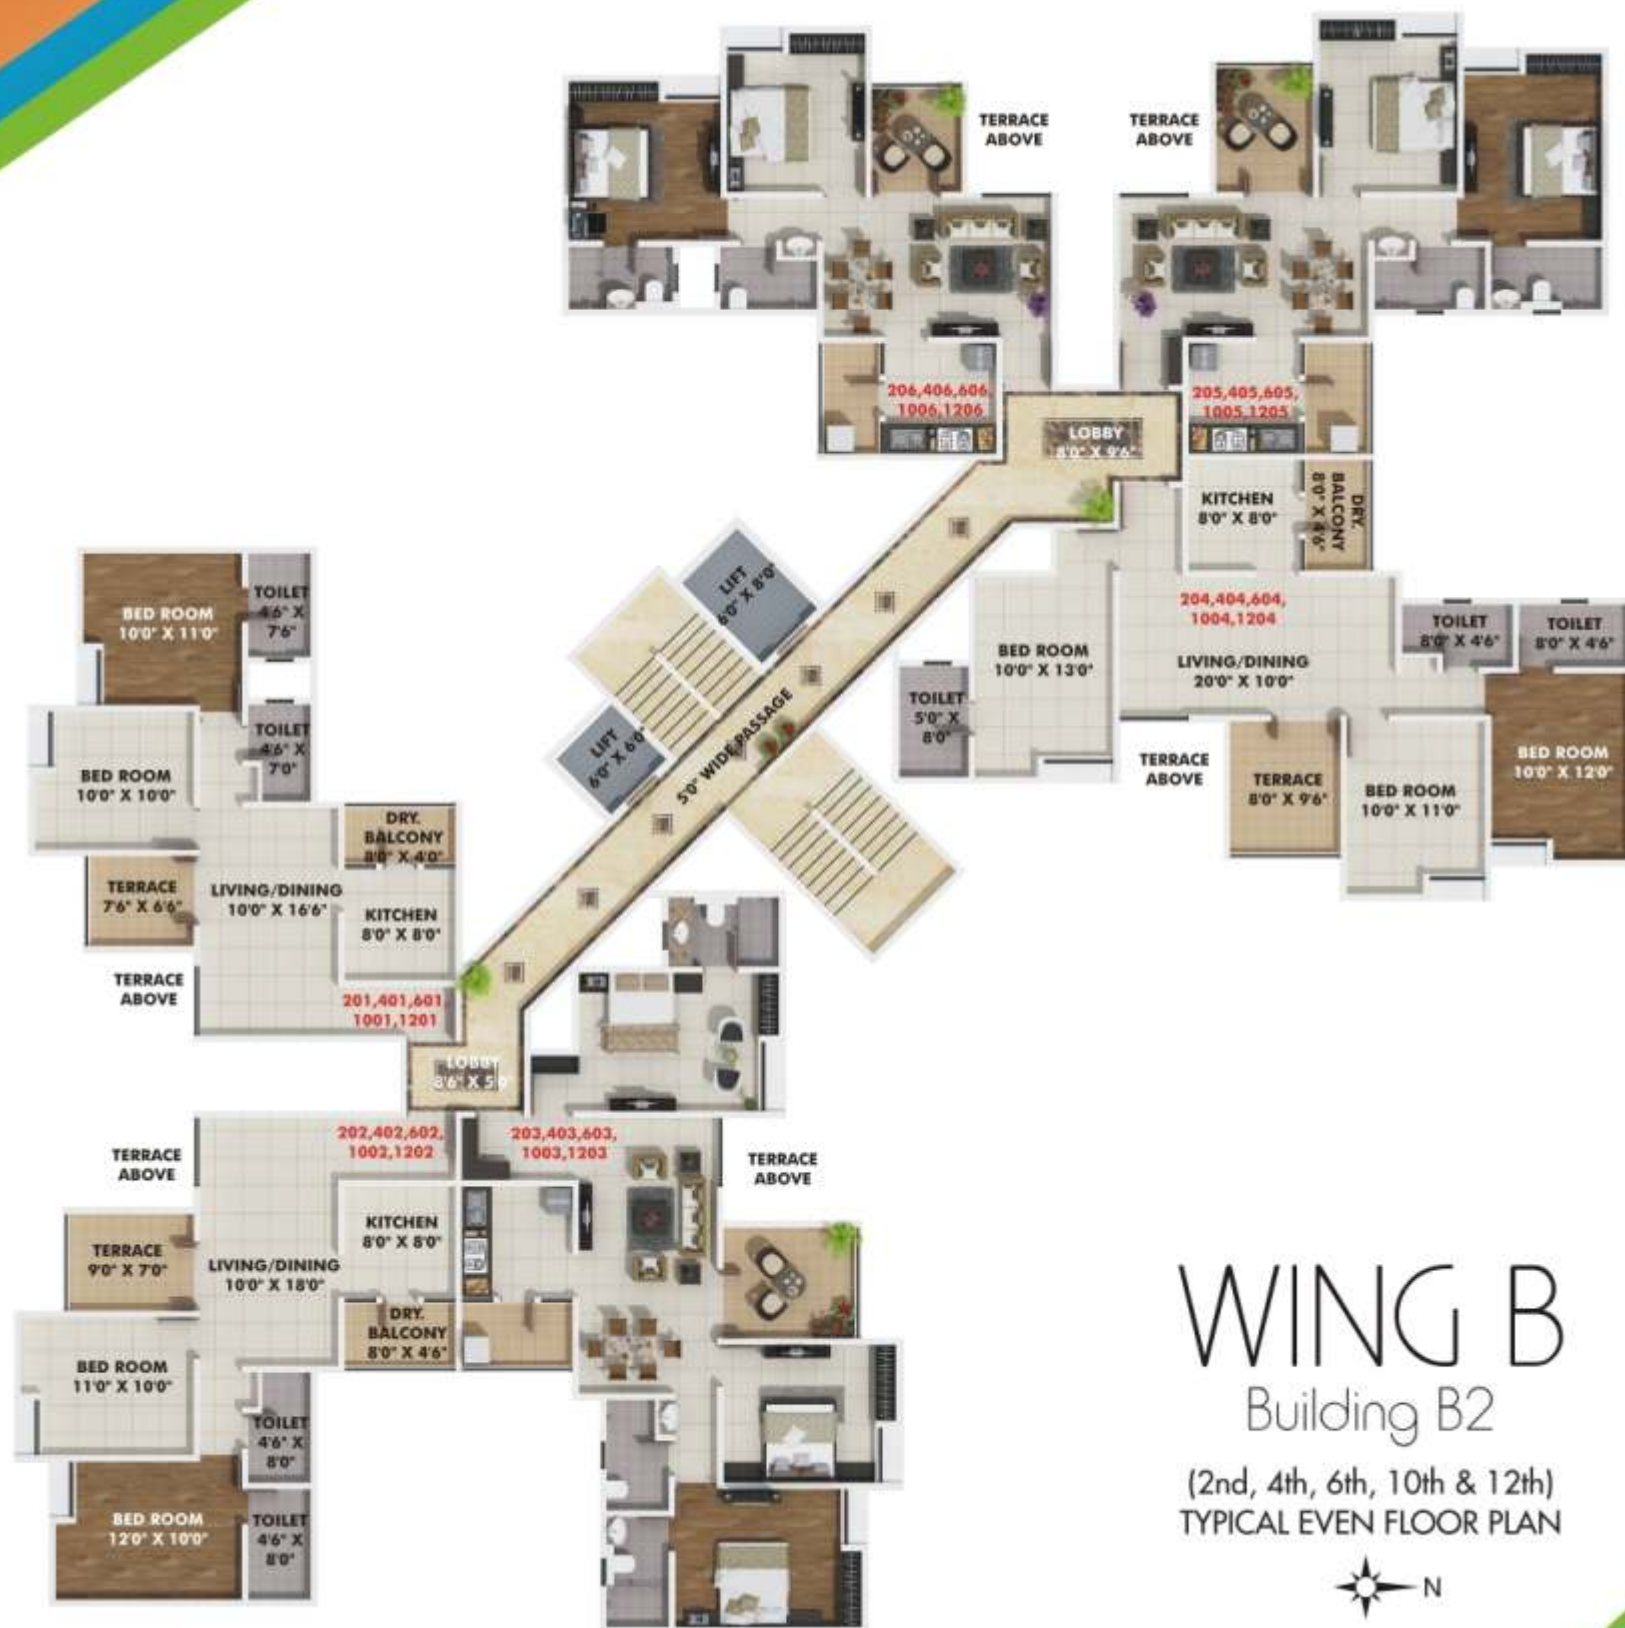 TERRACE
ABOVE
TERRACE
ABOVE
206,406,606,
1006,1206
205,405,605,
1005,1205
LOBBY
8'0" X 9'6"
KITCHEN
8'0" X 8'0"
DRY.
BALCONY
8'0" X 4'6"
LIFT
6'0" X 8'0"
204,404,604,
1004,1204
BED ROOM
10'0" X 11'0"
TOILET
4'6" X
7'6"
TOILET
8'0" X 4'6"
TOILET
8'0" X 4'6"
BED ROOM
10'0" X 13'0"
LIVING/DINING
20'0" X 10'0"
TOILET
5'0" X
8'0"
TOILET
4'6" X
7'0"
LIFT
6'0" X 6'0"
5'0" WIDE PASSAGE
TERRACE
ABOVE
BED ROOM
10'0" X 12'0"
BED ROOM
10'0" X 10'0"
TERRACE
8'0" X 9'6"
BED ROOM
10'0" X 11'0"
DRY.
BALCONY
8'0" X 4'0"
TERRACE
7'6" X 6'6"
LIVING/DINING
10'0" X 16'6"
KITCHEN
8'0" X 8'0"
TERRACE
ABOVE
201,401,601
1001,1201
LOBBY
8'6" X 5'0"
TERRACE
ABOVE
202,402,602,
1002,1202
203,403,603,
1003,1203
TERRACE
ABOVE
KITCHEN
8'0" X 8'0"
TERRACE
9'0" X 7'0"
LIVING/DINING
10'0" X 18'0"
DRY.
BALCONY
8'0" X 4'6"
BED ROOM
11'0" X 10'0"
TOILET
4'6" X
8'0"
BED ROOM
12'0" X 10'0"
TOILET
4'6" X
8'0"
WING B
Building B2
(2nd, 4th, 6th, 10th & 12th)
TYPICAL EVEN FLOOR PLAN
N